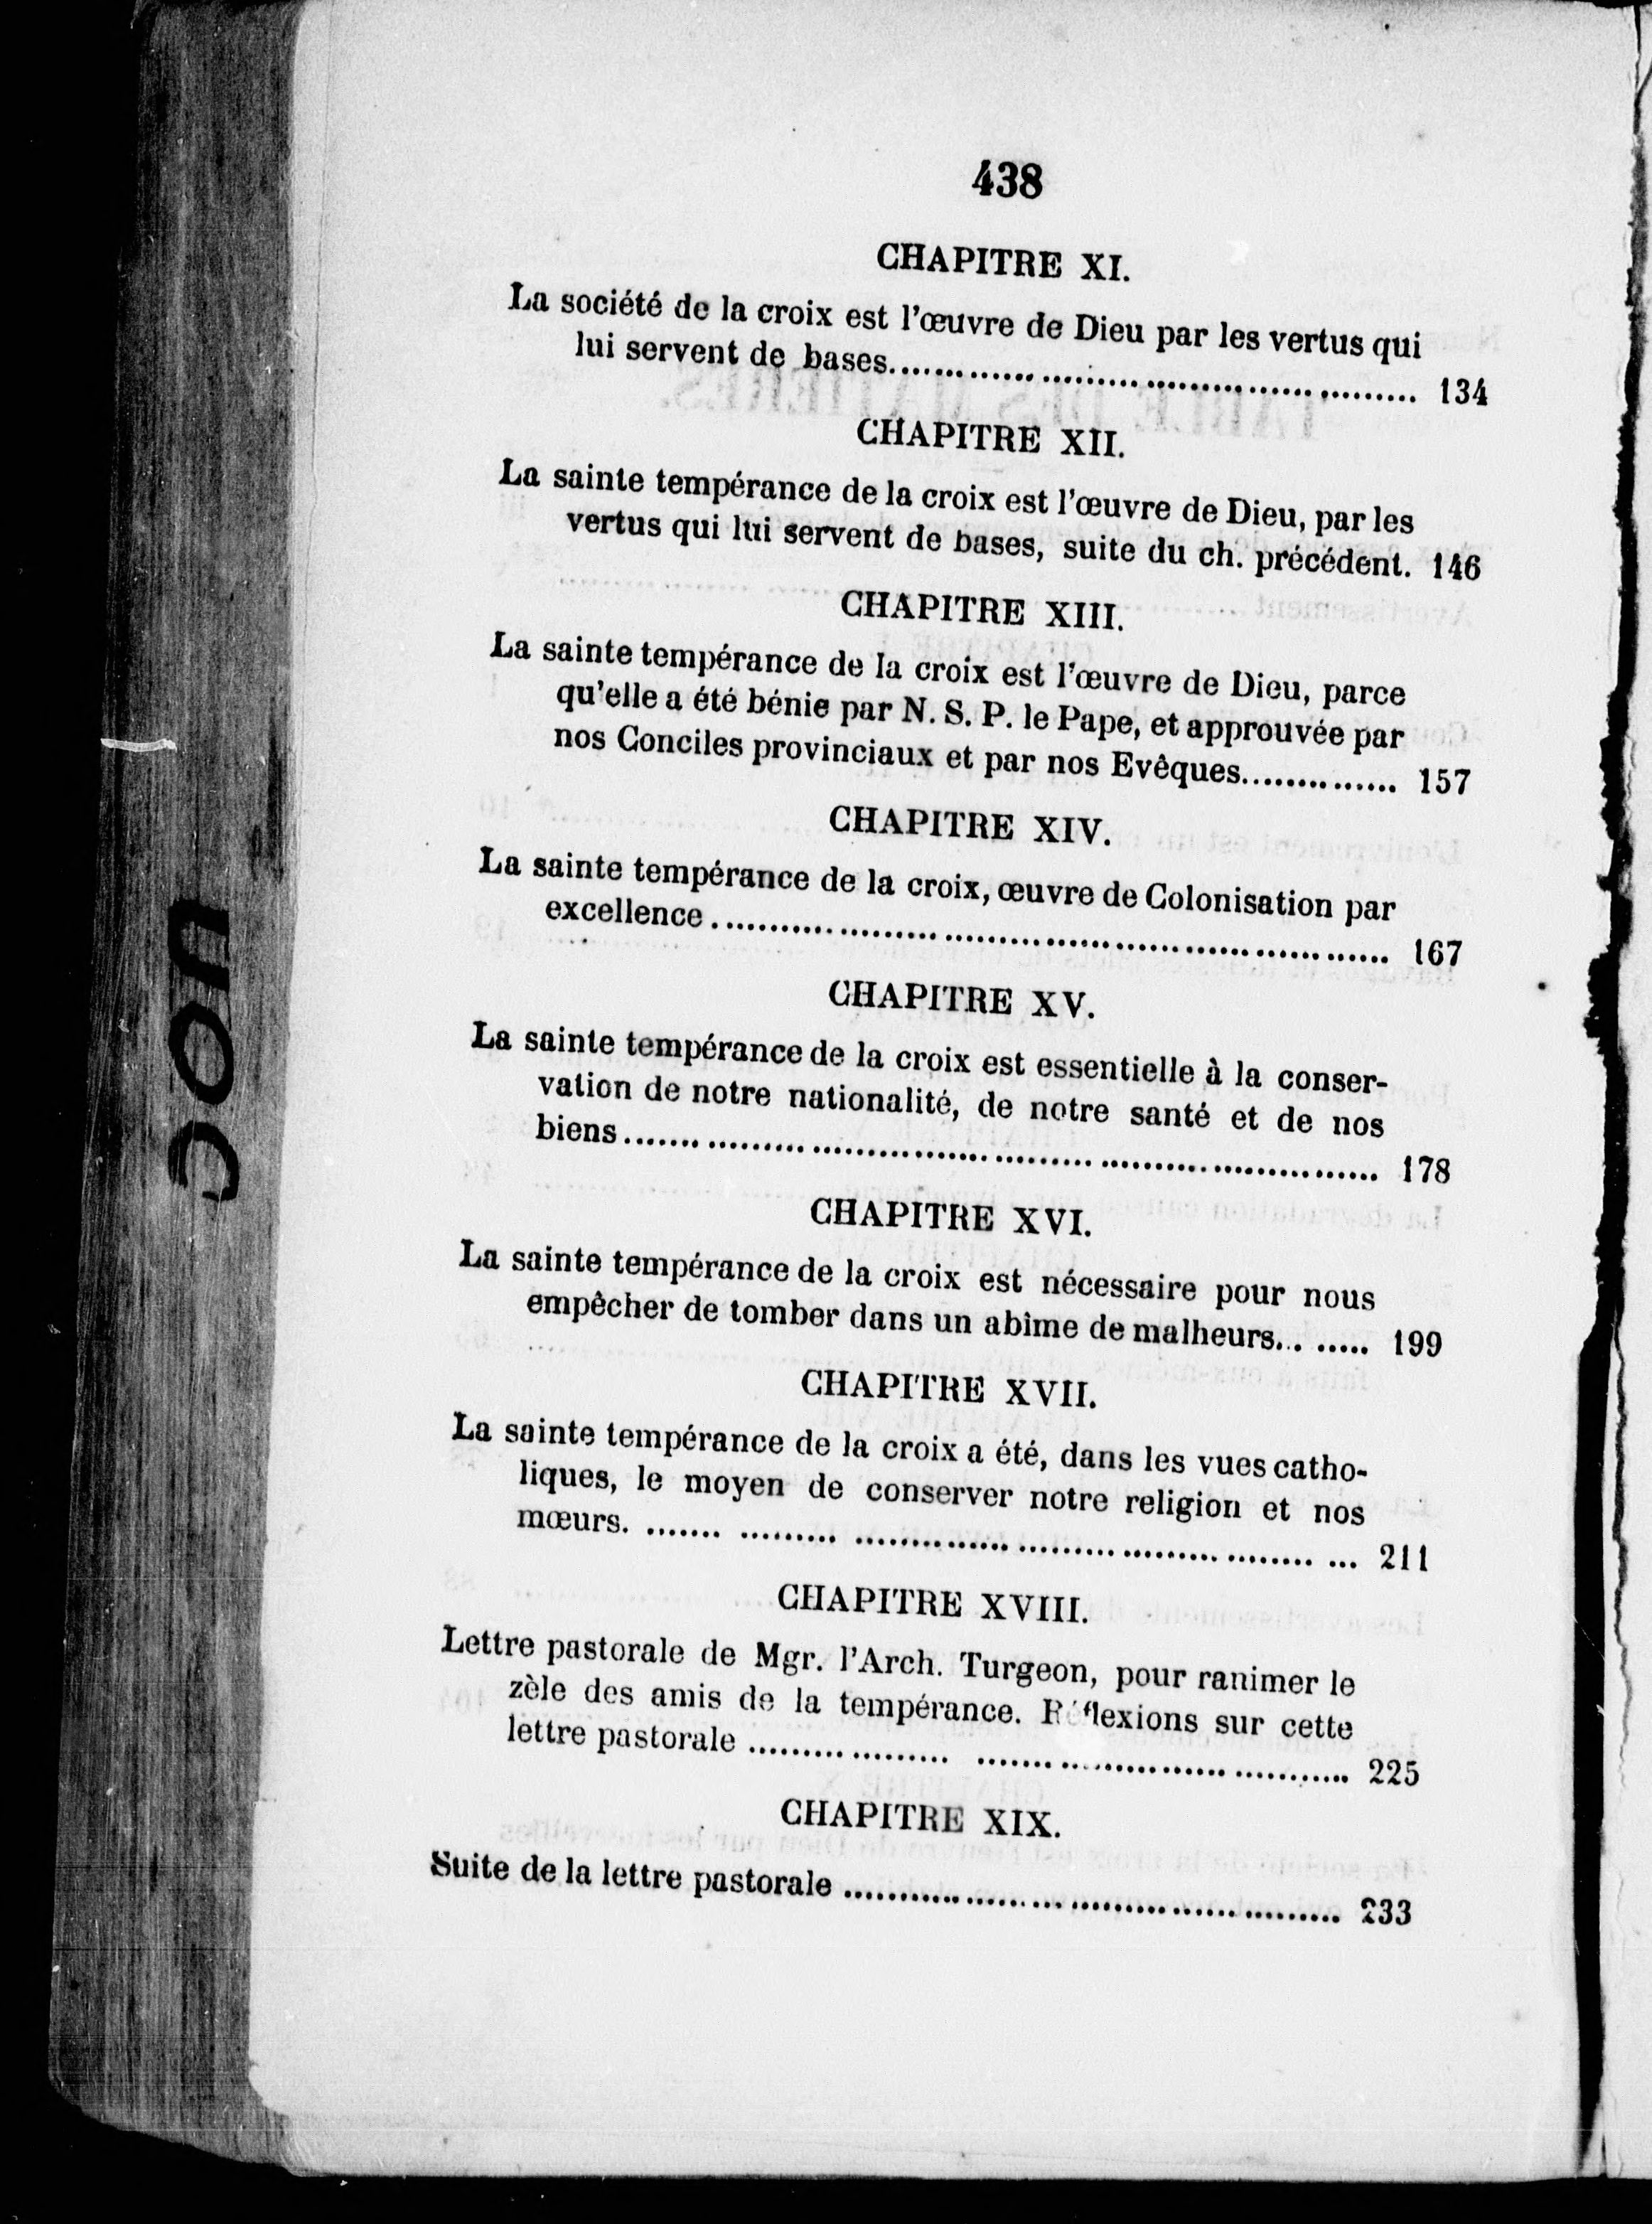 438
CHAPITRE XI.
La société de la croix est l'œuvre de Dieu par les vertus qui
lui servent de bases........................................ 134
CHAPITRE XII.
La sainte tempérance de la croix est l'œuvre de Dieu, par les
vertus qui lui servent de bases, suite du ch. précédent. 146
CHAPITRE XIII.
La sainte tempérance de la croix est l'œuvre de Dieu, parce
qu'elle a été bénie par N. S. P. le Pape, et approuvée par
nos Conciles provinciaux et par nos Evêques.............. 157
CHAPITRE XIV.
La sainte tempérance de la croix, œuvre de Colonisation par
excellence.................................................. 167
CHAPITRE XV.
La sainte tempérance de la croix est essentielle à la conser-
vation de notre nationalité, de notre santé et de nos
biens........................................................ 178
CHAPITRE XVI.
La sainte tempérance de la croix est nécessaire pour nous
empêcher de tomber dans un abîme de malheurs... ..... 199
CHAPITRE XVII.
La sainte tempérance de la croix a été, dans les vues catho-
liques, le moyen de conserver notre religion et nos
mœurs. ....................................................... 211
CHAPITRE XVIII.
Lettre pastorale de Mgr. l'Arch. Turgeon, pour ranimer le
zèle des amis de la tempérance. Réflexions sur cette
lettre pastorale ............................................. 225
CHAPITRE XIX.
Suite de la lettre pastorale ................................. 233